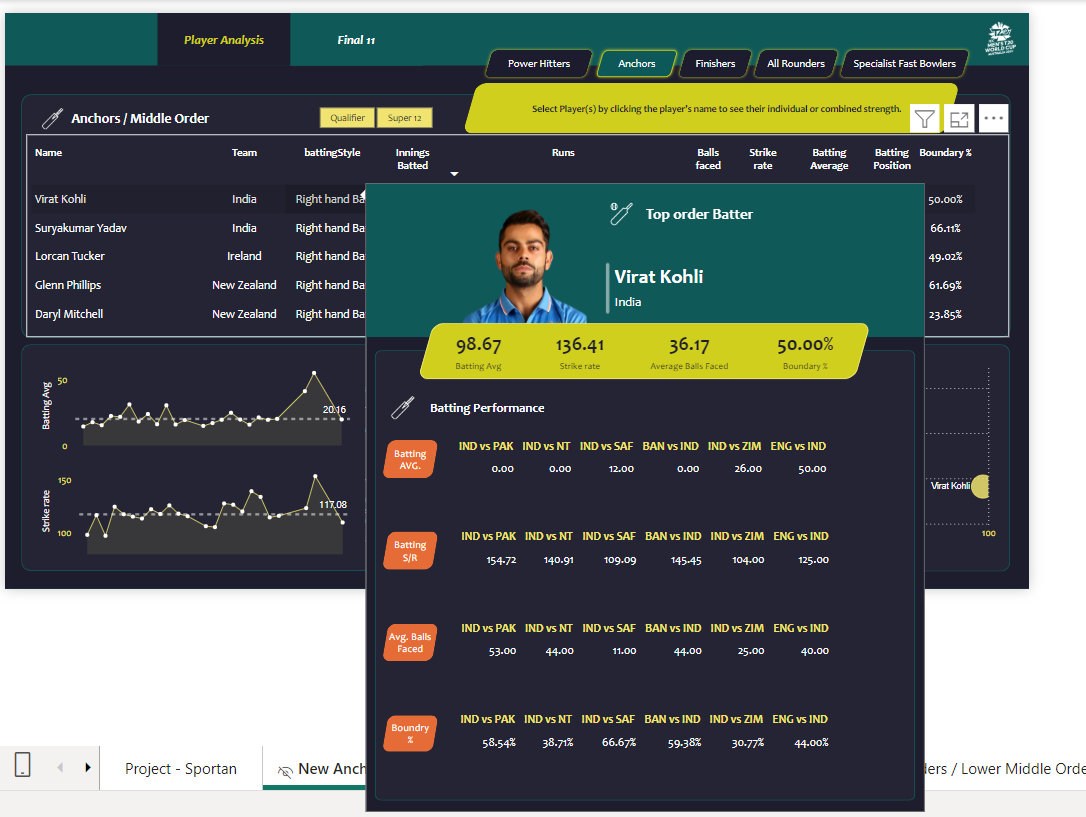 Player Analysis
Final 11
MEN'S T20
WORLD CUP
Power Hitters
Anchors
Finishers
All Rounders
Specialist Fast Bowlers
Select Player(s) by clicking the player's name to see their individual or combined strength.
Anchors / Middle Order
Qualifier
Super 12
Name Team battingStyle Innings Batted Runs Balls faced Strike rate Batting Average Batting Position Boundary %
Virat Kohli India Right hand Ba 50.00%
Suryakumar Yadav India Right hand Ba 66.11%
Lorcan Tucker Ireland Right hand Ba 49.02%
Glenn Phillips New Zealand Right hand Ba 61.69%
Daryl Mitchell New Zealand Right hand Ba 23.85%
Top order Batter
Virat Kohli
India
98.67 136.41 36.17 50.00%
Batting Avg Strike rate Average Balls Faced Boundary %
Batting Performance
Batting AVG.
IND vs PAK IND vs NT IND vs SAF BAN vs IND IND vs ZIM ENG vs IND
0.00 0.00 12.00 0.00 26.00 50.00
Batting S/R
IND vs PAK IND vs NT IND vs SAF BAN vs IND IND vs ZIM ENG vs IND
154.72 140.91 109.09 145.45 104.00 125.00
Avg. Balls Faced
IND vs PAK IND vs NT IND vs SAF BAN vs IND IND vs ZIM ENG vs IND
53.00 44.00 11.00 44.00 25.00 40.00
Boundry %
IND vs PAK IND vs NT IND vs SAF BAN vs IND IND vs ZIM ENG vs IND
58.54% 38.71% 66.67% 59.38% 30.77% 44.00%
Batting Avg
50
0
20.16
Strike rate
150
100
117.08
Virat Kohli
100
Project - Sportan
New Anch
ders / Lower Middle Orde